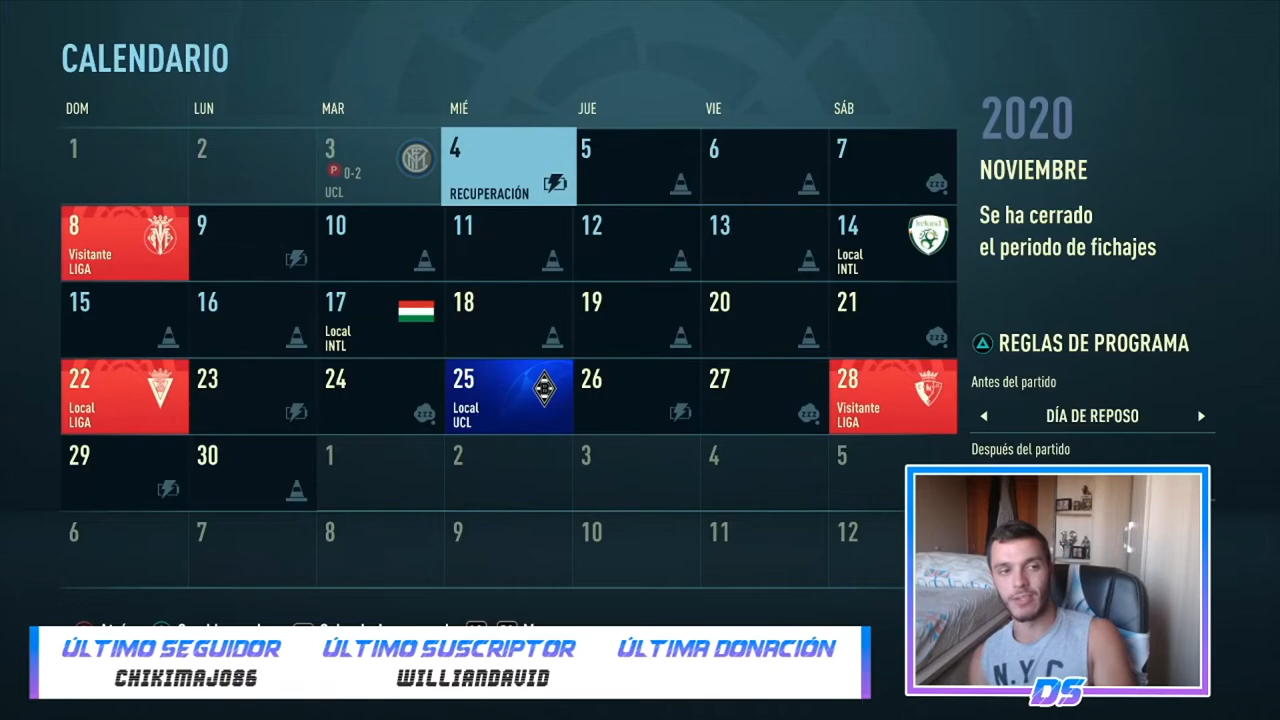 CALENDARIO
DOM LUN MAR MIÉ JUE VIE SÁB
1 2 3 4 5 6 7
P 0-2
UCL
RECUPERACIÓN
8 9 10 11 12 13 14
Visitante
LIGA
Ireland
Local
INTL
15 16 17 18 19 20 21
Local
INTL
22 23 24 25 26 27 28
Local
LIGA
Local
UCL
Visitante
LIGA
29 30 1 2 3 4 5
6 7 8 9 10 11 12
2020
NOVIEMBRE
Se ha cerrado
el periodo de fichajes
REGLAS DE PROGRAMA
Antes del partido
DÍA DE REPOSO
Después del partido
N.Y.C
DS
ÚLTIMO SEGUIDOR ÚLTIMO SUSCRIPTOR ÚLTIMA DONACIÓN
CHIKIMAJO86 WILLIANDAVID